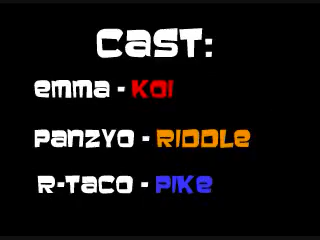 Cast:
emma - Koi
Panzyo - Riddle
R-Taco - Pike